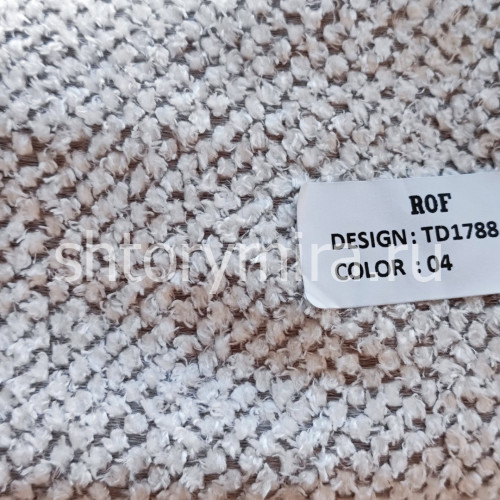 ROF
DESIGN : TD1788
COLOR : 04
shtorymira.ru